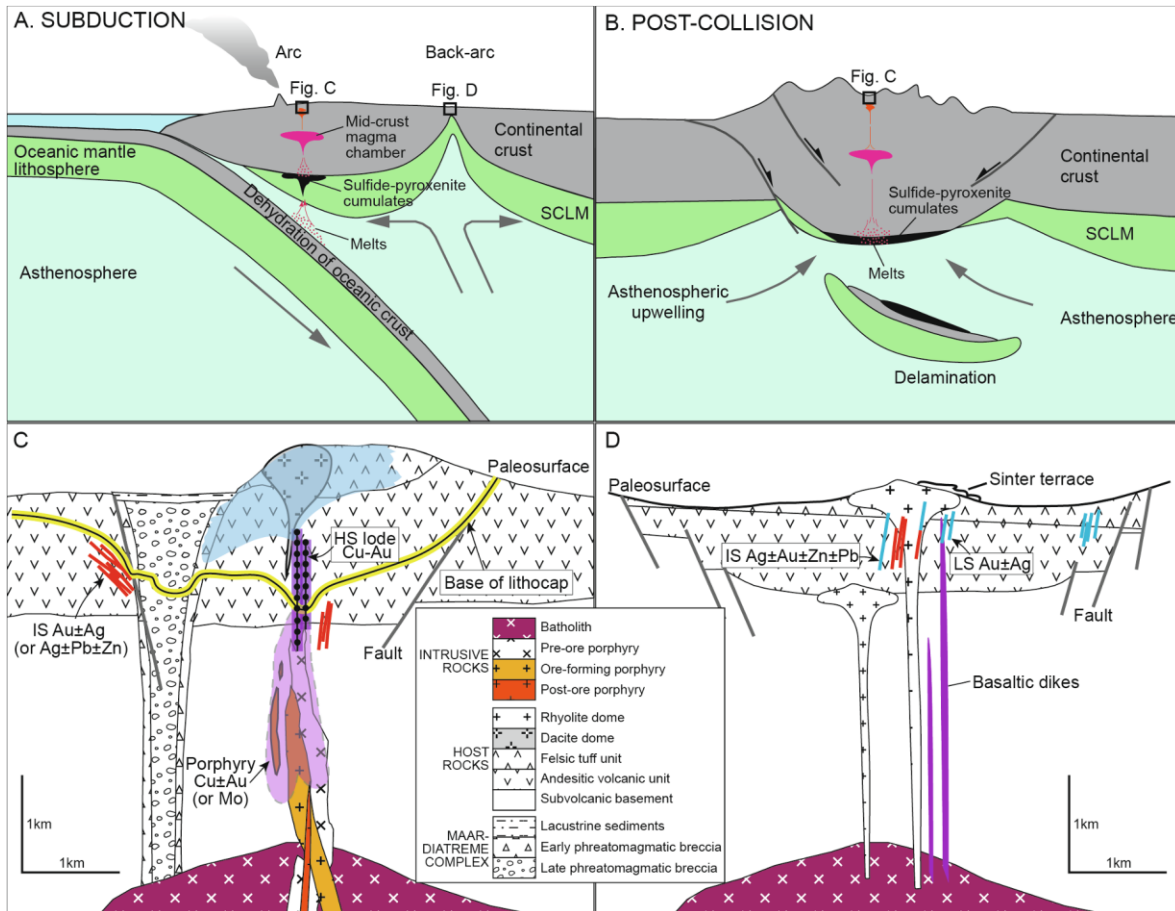 A. SUBDUCTION
Arc
Back-arc
Fig. C
Fig. D
Mid-crust
magma
chamber
Continental
crust
Oceanic mantle
lithosphere
Sulfide-pyroxenite
cumulates
Dehydration of oceanic crust
SCLM
Melts
Asthenosphere
B. POST-COLLISION
Fig. C
Continental
crust
Sulfide-pyroxenite
cumulates
SCLM
Melts
Asthenospheric
upwelling
Asthenosphere
Delamination
C
Paleosurface
HS lode
Cu-Au
Base of lithocap
IS Au±Ag
(or Ag±Pb±Zn)
Fault
Porphyry
Cu±Au
(or Mo)
1km
1km
INTRUSIVE
ROCKS
Batholith
Pre-ore porphyry
Ore-forming porphyry
Post-ore porphyry
HOST
ROCKS
Rhyolite dome
Dacite dome
Felsic tuff unit
Andesitic volcanic unit
Subvolcanic basement
MAAR-
DIATREME
COMPLEX
Lacustrine sediments
Early phreatomagmatic breccia
Late phreatomagmatic breccia
D
Paleosurface
Sinter terrace
IS Ag±Au±Zn±Pb
LS Au±Ag
Fault
Basaltic dikes
1km
1km